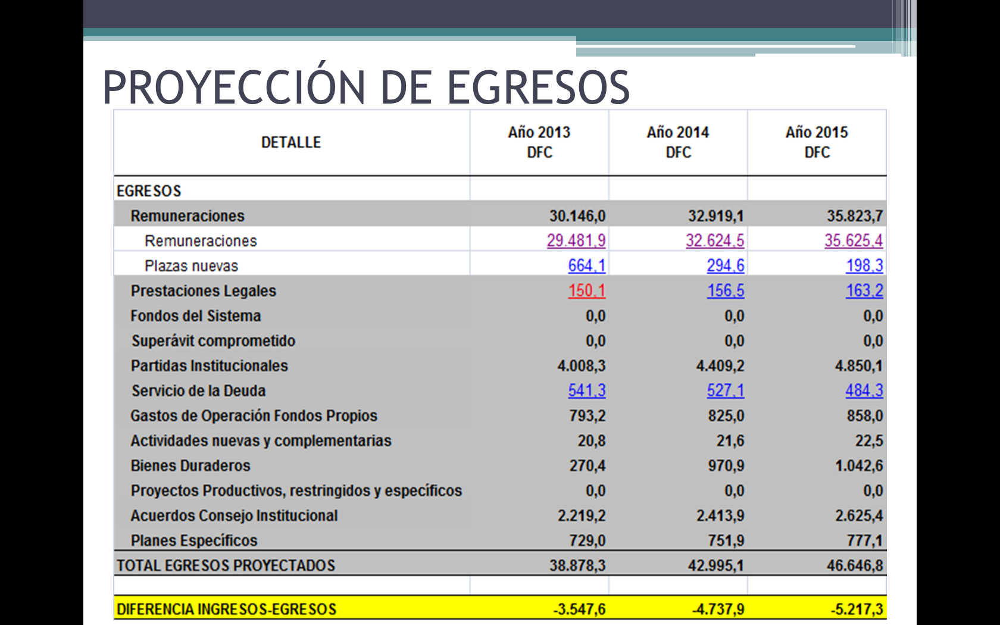 PROYECCIÓN DE EGRESOS
DETALLE Año 2013 DFC Año 2014 DFC Año 2015 DFC
EGRESOS
Remuneraciones 30.146,0 32.919,1 35.823,7
Remuneraciones 29.481,9 32.624,5 35.625,4
Plazas nuevas 664,1 294,6 198,3
Prestaciones Legales 150,1 156,5 163,2
Fondos del Sistema 0,0 0,0 0,0
Superávit comprometido 0,0 0,0 0,0
Partidas Institucionales 4.008,3 4.409,2 4.850,1
Servicio de la Deuda 541,3 527,1 484,3
Gastos de Operación Fondos Propios 793,2 825,0 858,0
Actividades nuevas y complementarias 20,8 21,6 22,5
Bienes Duraderos 270,4 970,9 1.042,6
Proyectos Productivos, restringidos y específicos 0,0 0,0 0,0
Acuerdos Consejo Institucional 2.219,2 2.413,9 2.625,4
Planes Específicos 729,0 751,9 777,1
TOTAL EGRESOS PROYECTADOS 38.878,3 42.995,1 46.646,8
DIFERENCIA INGRESOS-EGRESOS -3.547,6 -4.737,9 -5.217,3